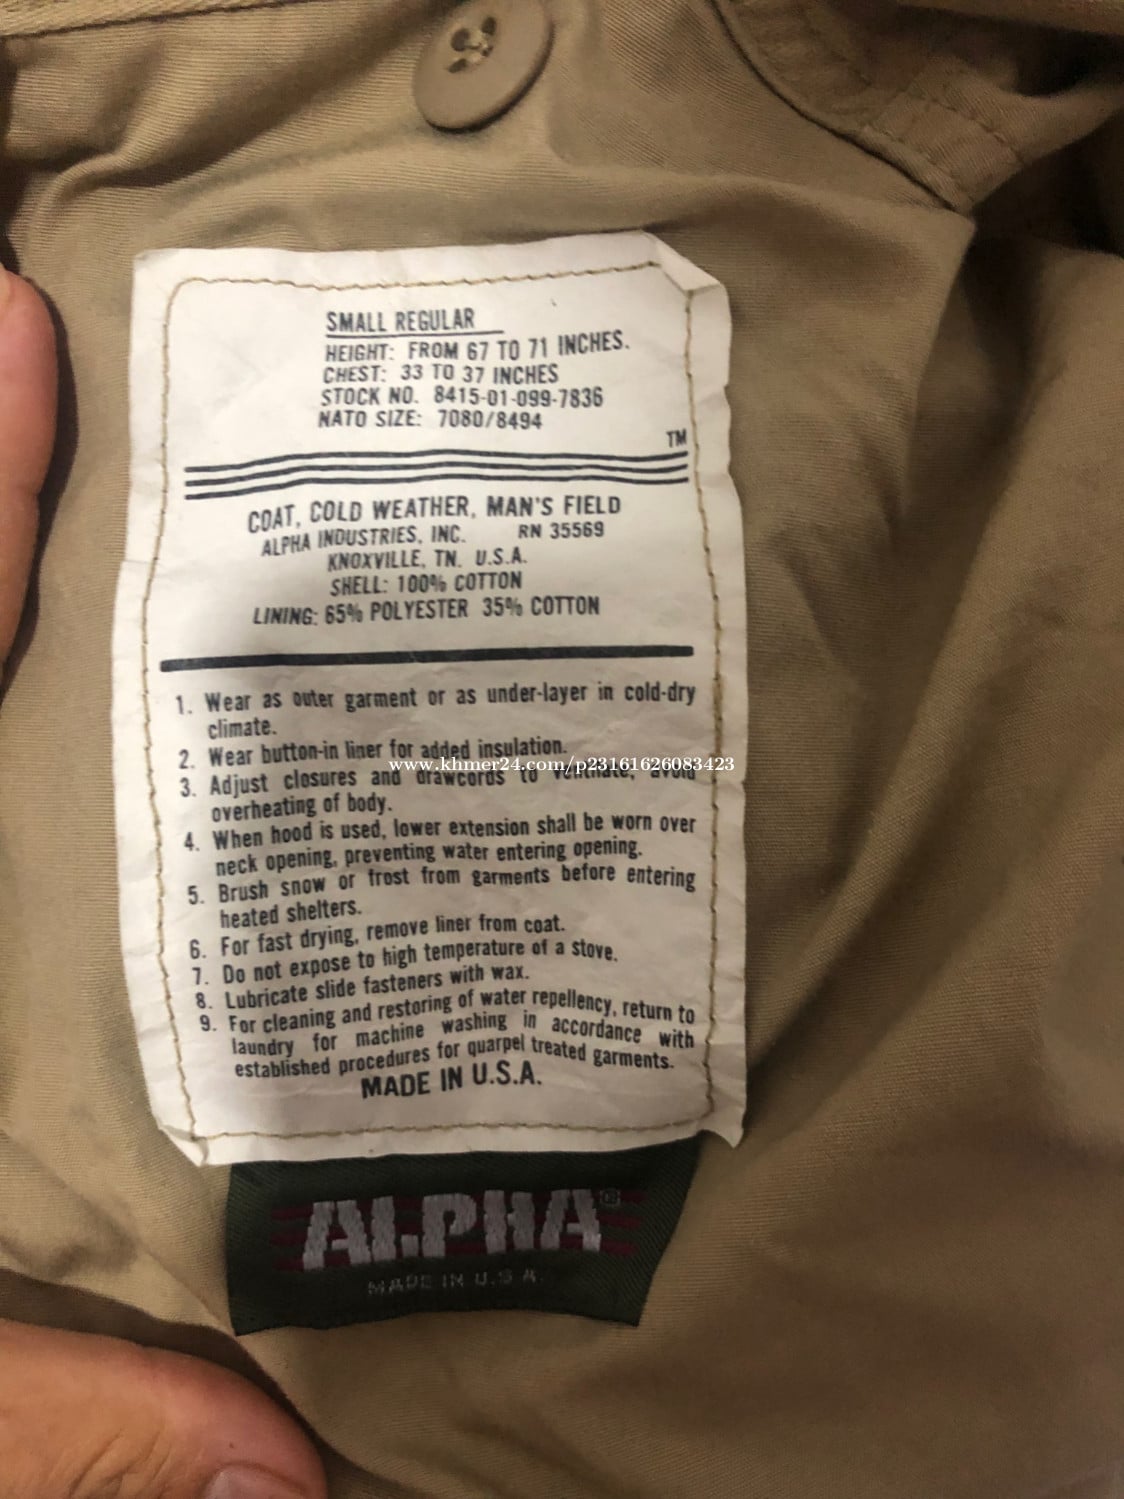 SMALL REGULAR
HEIGHT: FROM 67 TO 71 INCHES.
CHEST: 33 TO 37 INCHES
STOCK NO. 8415-01-099-7836
NATO SIZE: 7080/8494
TM
COAT, COLD WEATHER, MAN'S FIELD
ALPHA INDUSTRIES, INC. RN 35569
KNOXVILLE, TN. U.S.A.
SHELL: 100% COTTON
LINING: 65% POLYESTER 35% COTTON
1. Wear as outer garment or as under-layer in cold-dry
climate.
2. Wear button-in liner for added insulation.
www.khmer24.com/p23161626083423
3. Adjust closures and drawcords to ventilate, avoid
overheating of body.
4. When hood is used, lower extension shall be worn over
neck opening, preventing water entering opening.
5. Brush snow or frost from garments before entering
heated shelters.
6. For fast drying, remove liner from coat.
7. Do not expose to high temperature of a stove.
8. Lubricate slide fasteners with wax.
9. For cleaning and restoring of water repellency, return to
laundry for machine washing in accordance with
established procedures for quarpel treated garments.
MADE IN U.S.A.
ALPHA®
MADE IN U.S.A.